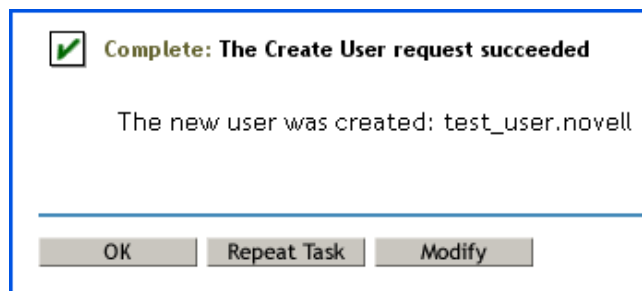 Complete: The Create User request succeeded
The new user was created: test_user.novell
OK Repeat Task Modify